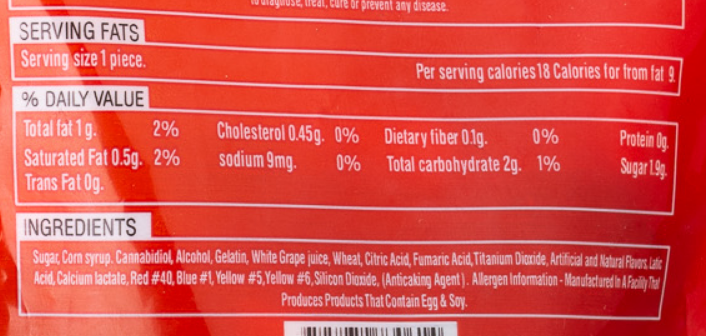 to diagnose, treat, cure or prevent any disease.
SERVING FATS
Serving size 1 piece.
Per serving calories 18 Calories for from fat 9.
% DAILY VALUE
Total fat 1 g. 2% Cholesterol 0.45g. 0% Dietary fiber 0.1g. 0% Protein 0g.
Saturated Fat 0.5g. 2% sodium 9mg. 0% Total carbohydrate 2g. 1% Sugar 1.9g.
Trans Fat 0g.
INGREDIENTS
Sugar, Corn syrup. Cannabidiol, Alcohol, Gelatin, White Grape juice, Wheat, Citric Acid, Fumaric Acid, Titanium Dioxide, Artificial and Natural Flavors, Latic
Acid, Calcium lactate, Red #40, Blue #1, Yellow #5, Yellow #6, Silicon Dioxide, (Anticaking Agent). Allergen Information - Manufactured In A Facility That
Produces Products That Contain Egg & Soy.